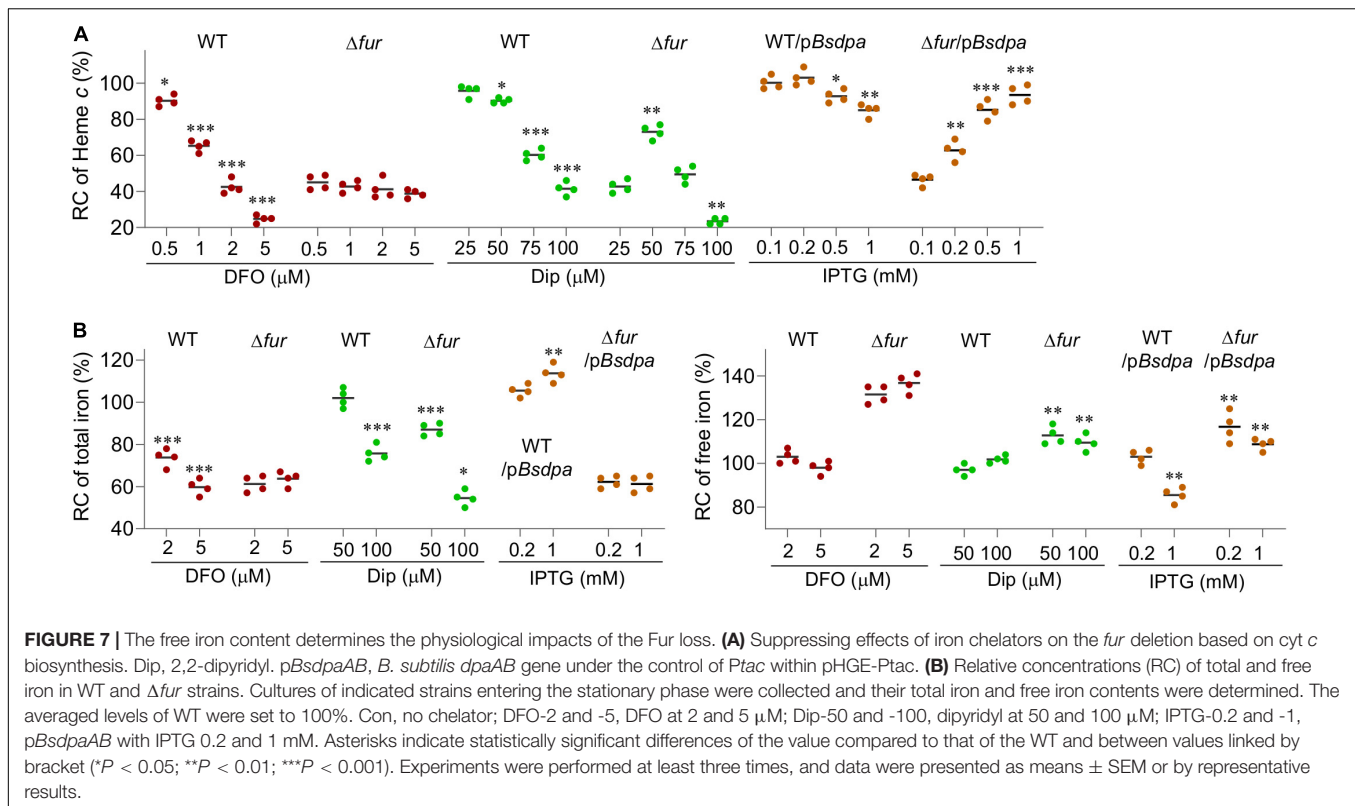 A
WT Δfur WT Δfur WT/pBsdpa Δfur/pBsdpa
RC of Heme c (%)
100
80
60
40
20
* *** *** *** * *** *** ** ** * ** ** *** ***
0.5 1 2 5 0.5 1 2 5 25 50 75 100 25 50 75 100 0.1 0.2 0.5 1 0.1 0.2 0.5 1
DFO (μM) Dip (μM) IPTG (mM)
B
WT Δfur WT Δfur WT/pBsdpa Δfur/pBsdpa
RC of total iron (%)
120
100
80
60
40
*** *** *** *** * **
2 5 2 5 50 100 50 100 0.2 1 0.2 1
DFO (μM) Dip (μM) IPTG (mM)
WT Δfur WT Δfur WT/pBsdpa Δfur/pBsdpa
RC of free iron (%)
140
120
100
80
** ** ** ** **
2 5 2 5 50 100 50 100 0.2 1 0.2 1
DFO (μM) Dip (μM) IPTG (mM)
FIGURE 7 | The free iron content determines the physiological impacts of the Fur loss. (A) Suppressing effects of iron chelators on the fur deletion based on cyt c
biosynthesis. Dip, 2,2-dipyridyl. pBsdpaAB, B. subtilis dpaAB gene under the control of Ptac within pHGE-Ptac. (B) Relative concentrations (RC) of total and free
iron in WT and Δfur strains. Cultures of indicated strains entering the stationary phase were collected and their total iron and free iron contents were determined. The
averaged levels of WT were set to 100%. Con, no chelator; DFO-2 and -5, DFO at 2 and 5 μM; Dip-50 and -100, dipyridyl at 50 and 100 μM; IPTG-0.2 and -1,
pBsdpaAB with IPTG 0.2 and 1 mM. Asterisks indicate statistically significant differences of the value compared to that of the WT and between values linked by
bracket (*P < 0.05; **P < 0.01; ***P < 0.001). Experiments were performed at least three times, and data were presented as means ± SEM or by representative
results.